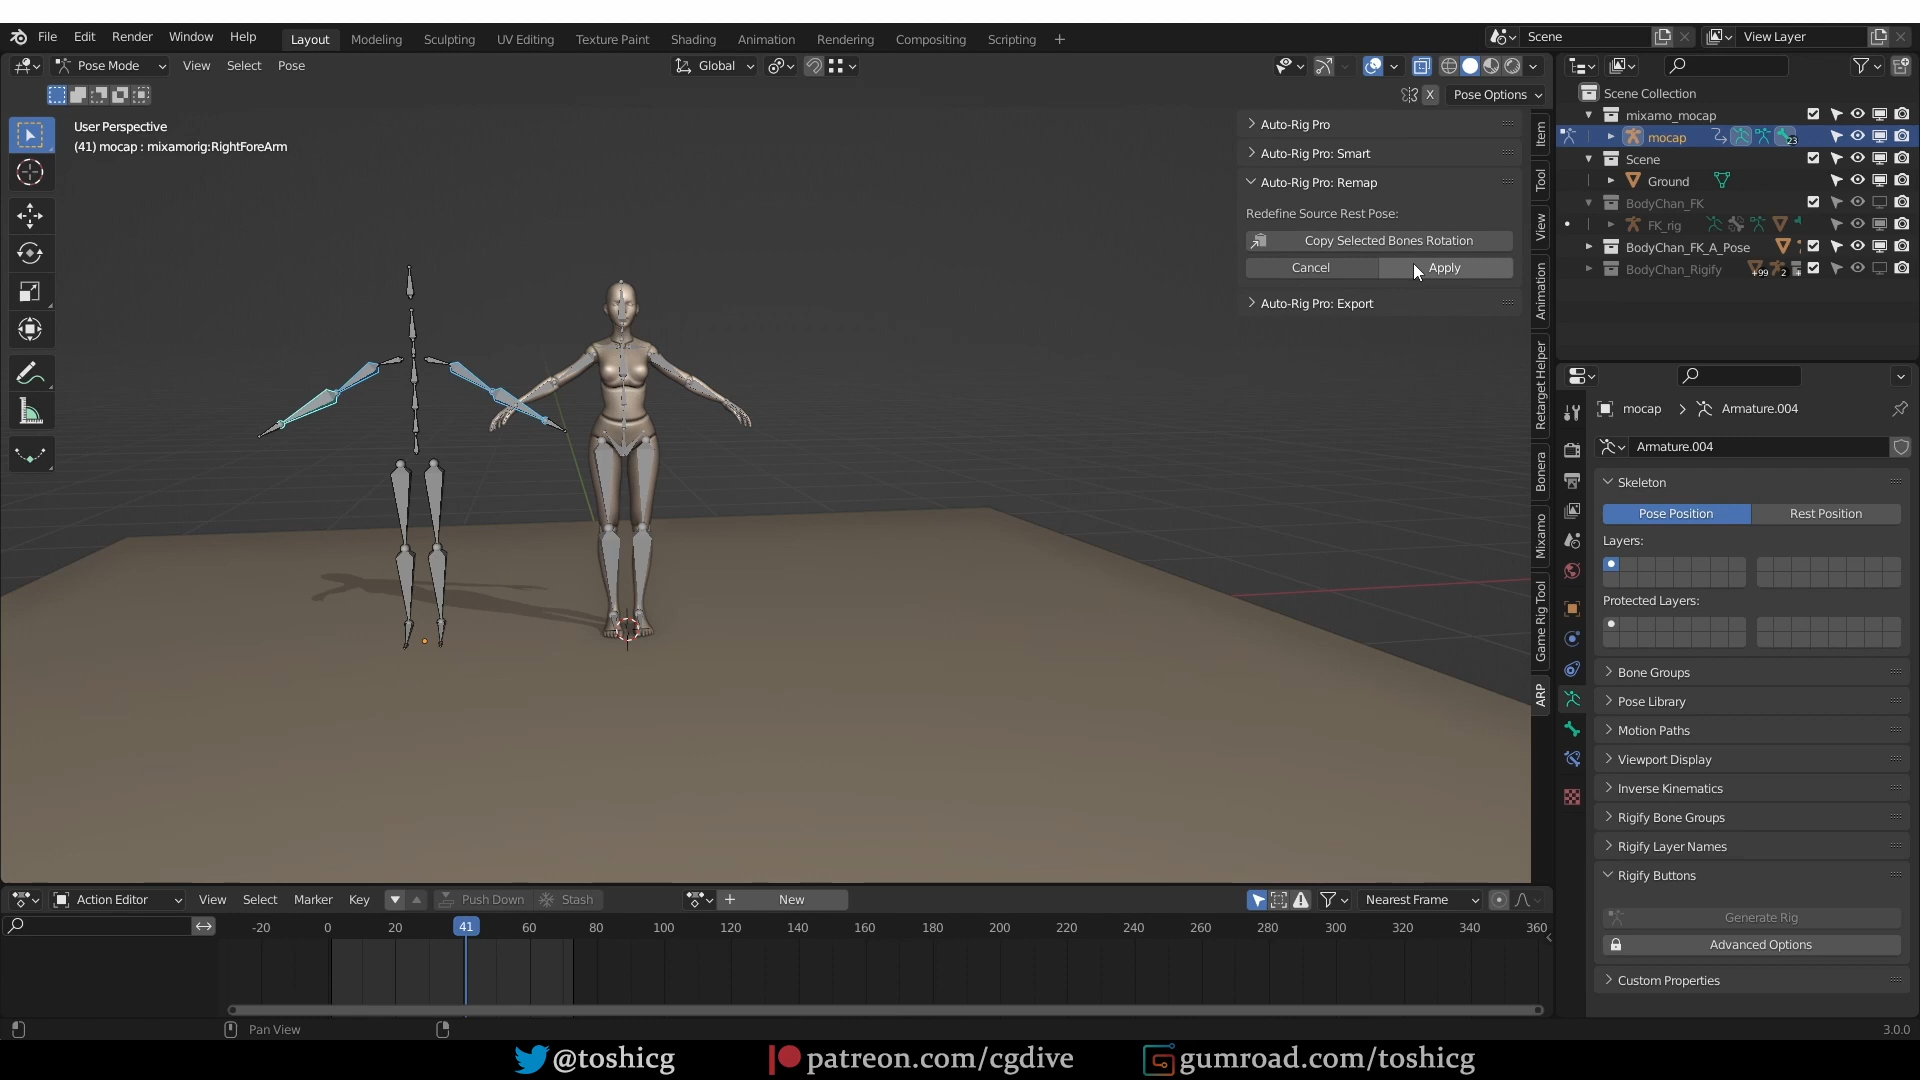 File Edit Render Window Help Layout Modeling Sculpting UV Editing Texture Paint Shading Animation Rendering Compositing Scripting + Scene View Layer
Pose Mode View Select Pose Global
X Pose Options
User Perspective
(41) mocap : mixamorig:RightForeArm
Auto-Rig Pro
Auto-Rig Pro: Smart
Auto-Rig Pro: Remap
Redefine Source Rest Pose:
Copy Selected Bones Rotation
Cancel Apply
Auto-Rig Pro: Export
Item
Tool
View
Animation
Retarget Helper
Bonera
Mixamo
Game Rig Tool
ARP
Scene Collection
mixamo_mocap
mocap 23
Scene
Ground
BodyChan_FK
FK_rig
BodyChan_FK_A_Pose
BodyChan_Rigify +99 2
mocap > Armature.004
Armature.004
Skeleton
Pose Position Rest Position
Layers:
Protected Layers:
Bone Groups
Pose Library
Motion Paths
Viewport Display
Inverse Kinematics
Rigify Bone Groups
Rigify Layer Names
Rigify Buttons
Generate Rig
Advanced Options
Custom Properties
Action Editor View Select Marker Key Push Down Stash + New Nearest Frame
-20 0 20 41 60 80 100 120 140 160 180 200 220 240 260 280 300 320 340 360
Pan View 3.0.0
@toshicg patreon.com/cgdive gumroad.com/toshicg